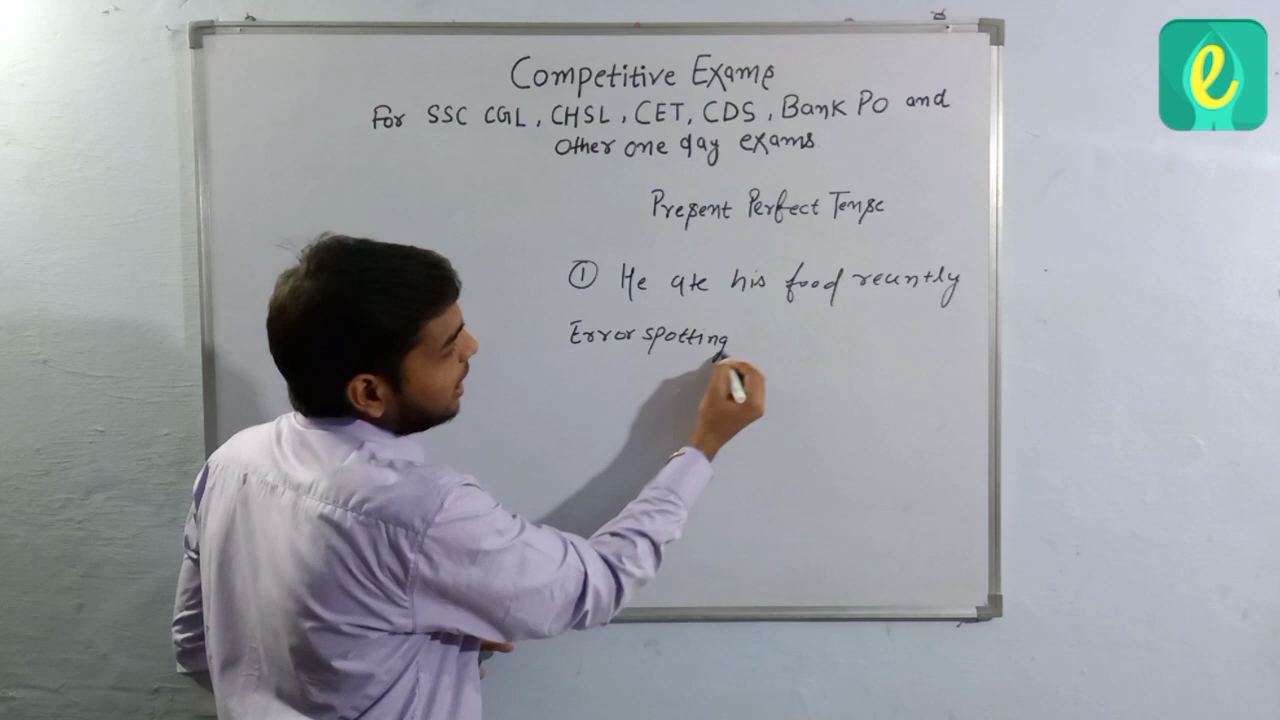 Competitive Exams
For SSC CGL, CHSL, CET, CDS, Bank PO and
Other one day exams
Present Perfect Tense
① He ate his food recently
Error spotting
e